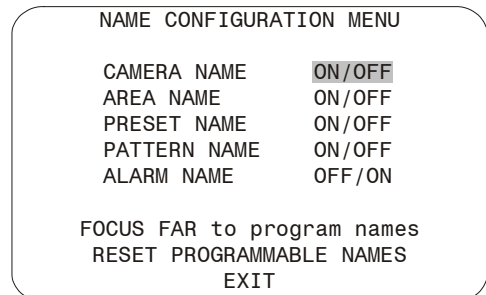 NAME CONFIGURATION MENU
CAMERA NAME ON/OFF
AREA NAME ON/OFF
PRESET NAME ON/OFF
PATTERN NAME ON/OFF
ALARM NAME OFF/ON
FOCUS FAR to program names
RESET PROGRAMMABLE NAMES
EXIT